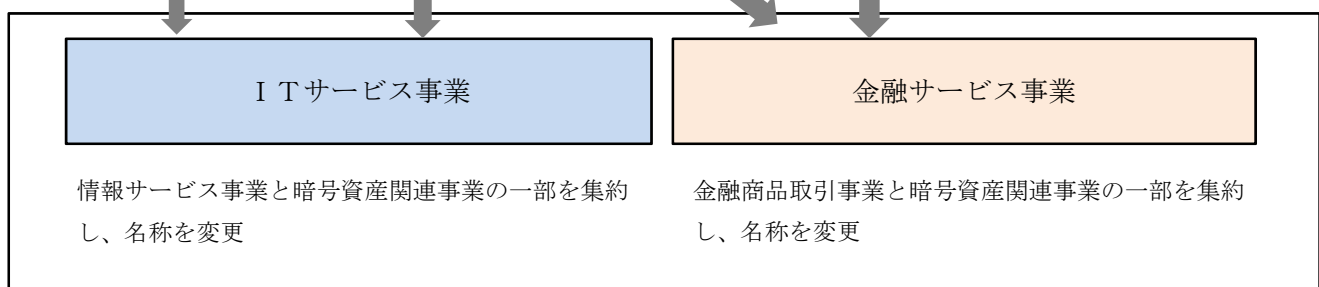 ＩＴサービス事業
金融サービス事業
情報サービス事業と暗号資産関連事業の一部を集約
し、名称を変更
金融商品取引事業と暗号資産関連事業の一部を集約
し、名称を変更